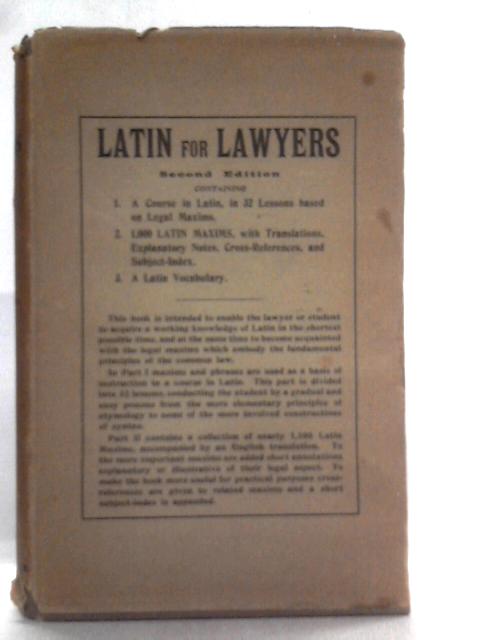 LATIN FOR LAWYERS
Second Edition
CONTAINING
1. A Course in Latin, in 32 Lessons based
on Legal Maxims.
2. 1,000 LATIN MAXIMS, with Translations,
Explanatory Notes, Cross-References, and
Subject-Index.
3. A Latin Vocabulary.
This book is intended to enable the lawyer or student
to acquire a working knowledge of Latin in the shortest
possible time, and at the same time to become acquainted
with the legal maxims which embody the fundamental
principles of the common law.
In Part I maxims and phrases are used as a basis of
instruction in a course in Latin. This part is divided
into 32 lessons, conducting the student by a gradual and
easy process from the more elementary principles of
etymology to some of the more involved constructions
of syntax.
Part II contains a collection of nearly 1,100 Latin
Maxims, accompanied by an English translation. To
the more important maxims are added short annotations
explanatory or illustrative of their legal aspect. To
make the book more useful for practical purposes cross-
references are given to related maxims and a short
subject-index is appended.